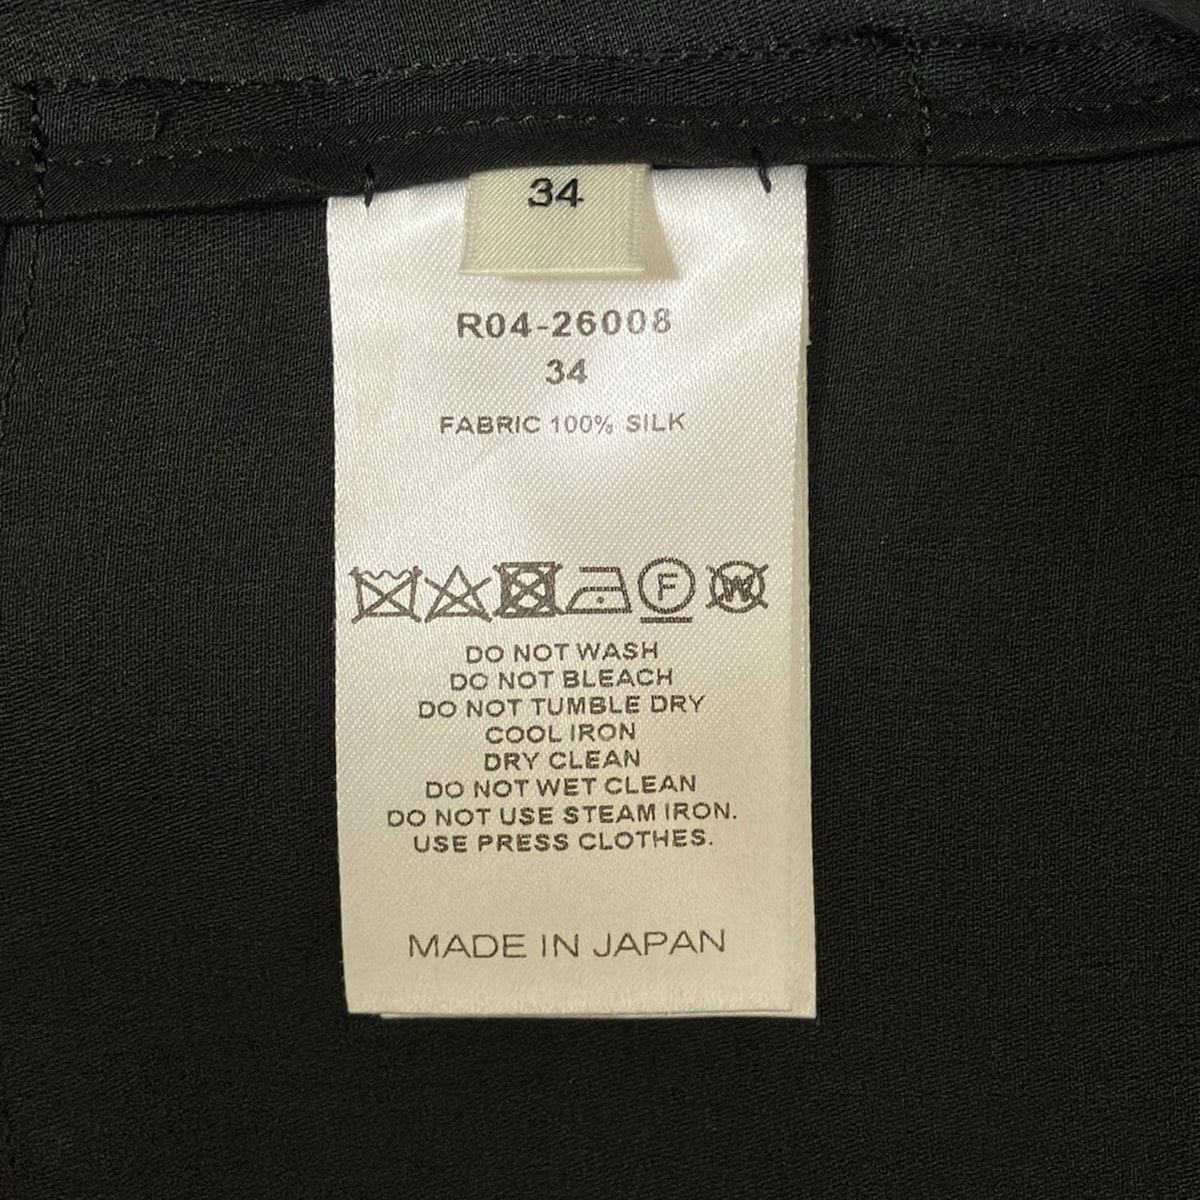 34
R04-26008
34
FABRIC 100% SILK
F W
DO NOT WASH
DO NOT BLEACH
DO NOT TUMBLE DRY
COOL IRON
DRY CLEAN
DO NOT WET CLEAN
DO NOT USE STEAM IRON.
USE PRESS CLOTHES.
MADE IN JAPAN